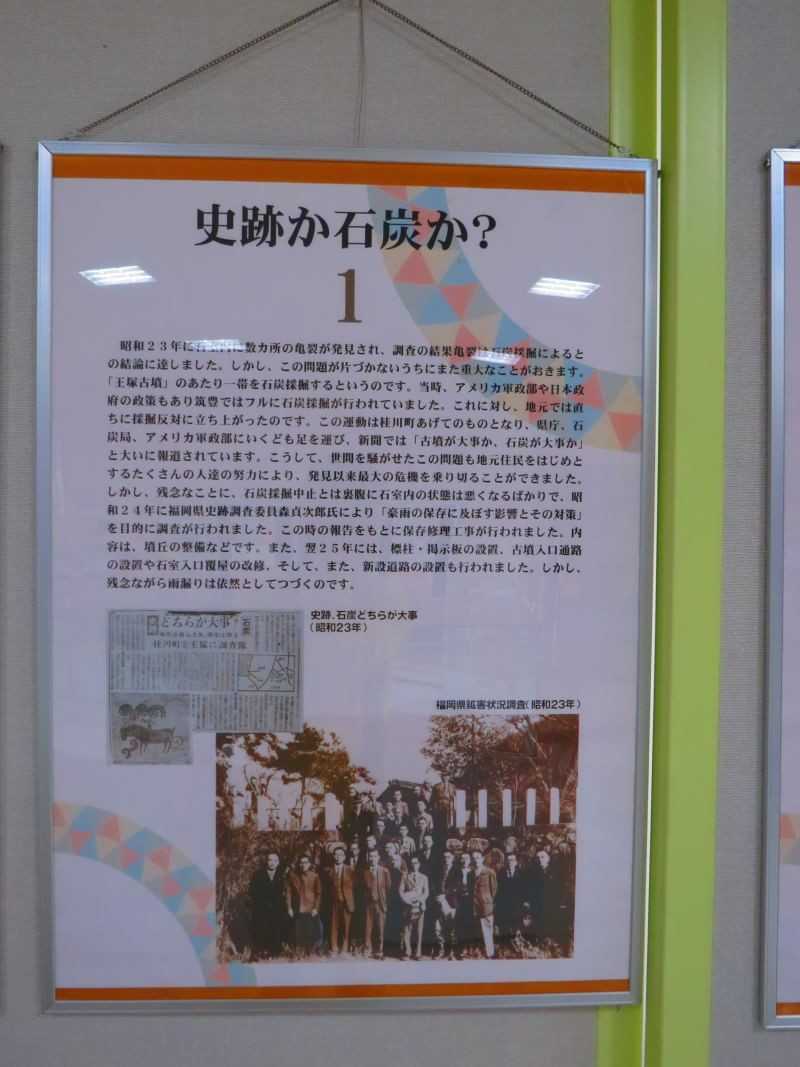 史跡か石炭か?
1
昭和23年に石室内に数カ所の亀裂が発見され、調査の結果亀裂は石炭採掘によると
の結論に達しました。しかし、この問題が片づかないうちにまた重大なことがおきます。
「王塚古墳」のあたり一帯を石炭採掘するというのです。当時、アメリカ軍政部や日本政
府の政策もあり筑豊ではフルに石炭採掘が行われていました。これに対し、地元では直
ちに採掘反対に立ち上がったのです。この運動は桂川町あげてのものとなり、県庁、石
炭局、アメリカ軍政部にいくども足を運び、新聞では「古墳が大事か、石炭が大事か」
と大いに報道されています。こうして、世間を騒がせたこの問題も地元住民をはじめと
するたくさんの人達の努力により、発見以来最大の危機を乗り切ることができました。
しかし、残念なことに、石炭採掘中止とは裏腹に石室内の状態は悪くなるばかりで、昭
和24年に福岡県史跡調査委員森貞次郎氏により「豪雨の保存に及ぼす影響とその対策」
を目的に調査が行われました。この時の報告をもとに保存修理工事が行われました。内
容は、墳丘の整備などです。また、翌25年には、標柱・掲示板の設置、古墳入口通路
の設置や石室入口覆屋の改修、そして、また、新設道路の設置も行われました。しかし、
残念ながら雨漏りは依然としてつづくのです。
史跡、石炭どちらが大事
(昭和23年)
どちらが大事? 石炭
桂川町と王塚に調査隊
福岡県鉱害状況調査(昭和23年)